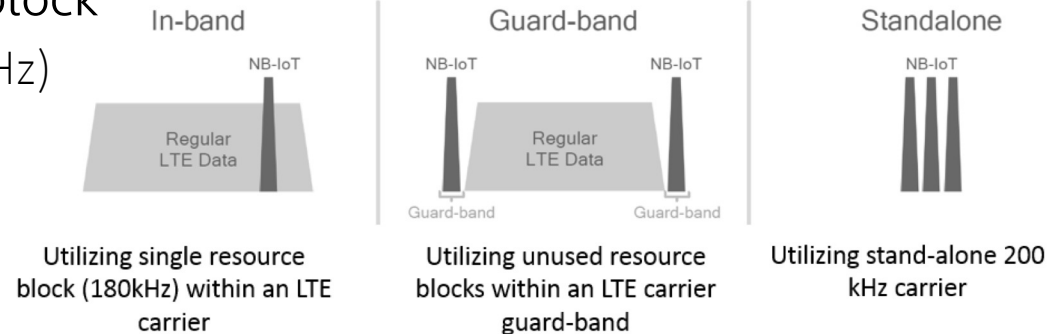 Hz)
In-band
NB-IoT
Regular
LTE Data
Utilizing single resource
block (180kHz) within an LTE
carrier
Guard-band
NB-IoT
NB-IoT
Regular
LTE Data
Guard-band
Guard-band
Utilizing unused resource
blocks within an LTE carrier
guard-band
Standalone
NB-IoT
Utilizing stand-alone 200
kHz carrier